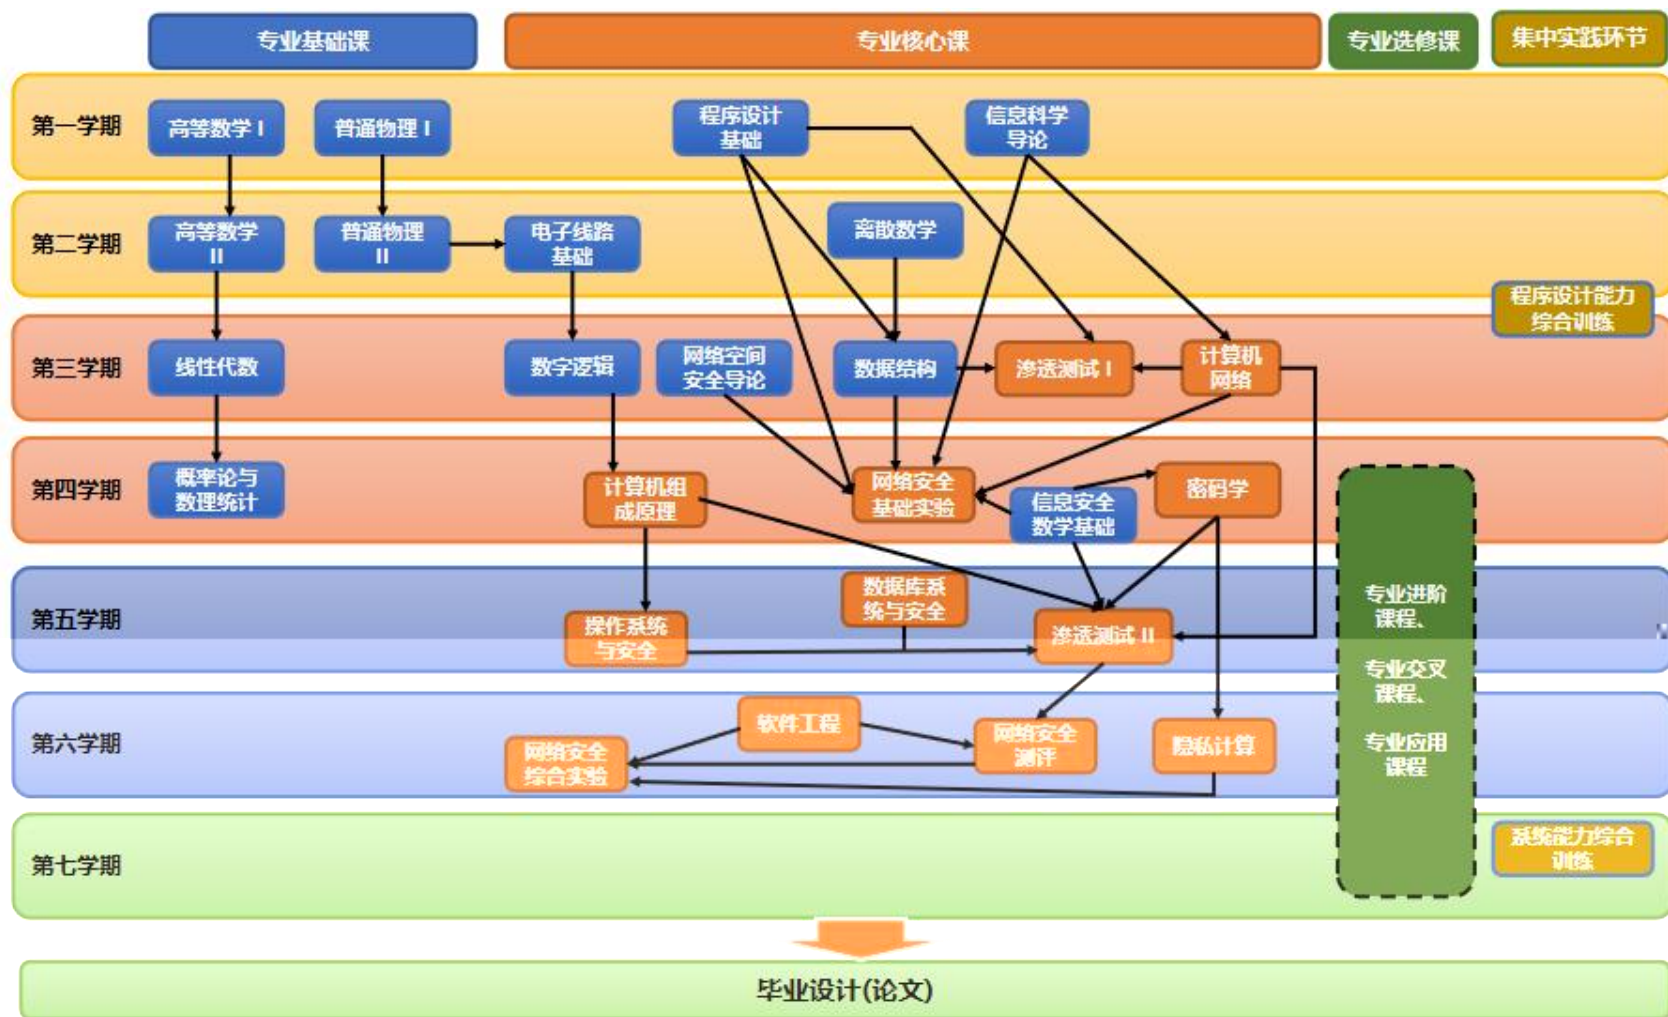 专业基础课
专业核心课
专业选修课
集中实践环节
第一学期
高等数学 I
普通物理 I
程序设计
基础
信息科学
导论
第二学期
高等数学
II
普通物理
II
电子线路
基础
离散数学
程序设计能力
综合训练
第三学期
线性代数
数字逻辑
网络空间
安全导论
数据结构
渗透测试 I
计算机
网络
第四学期
概率论与
数理统计
计算机组
成原理
网络安全
基础实验
信息安全
数学基础
密码学
第五学期
操作系统
与安全
数据库系
统与安全
渗透测试 II
专业进阶
课程、
专业交叉
课程、
专业应用
课程
第六学期
网络安全
综合实验
软件工程
网络安全
测评
隐私计算
第七学期
系统能力综合
训练
毕业设计(论文)